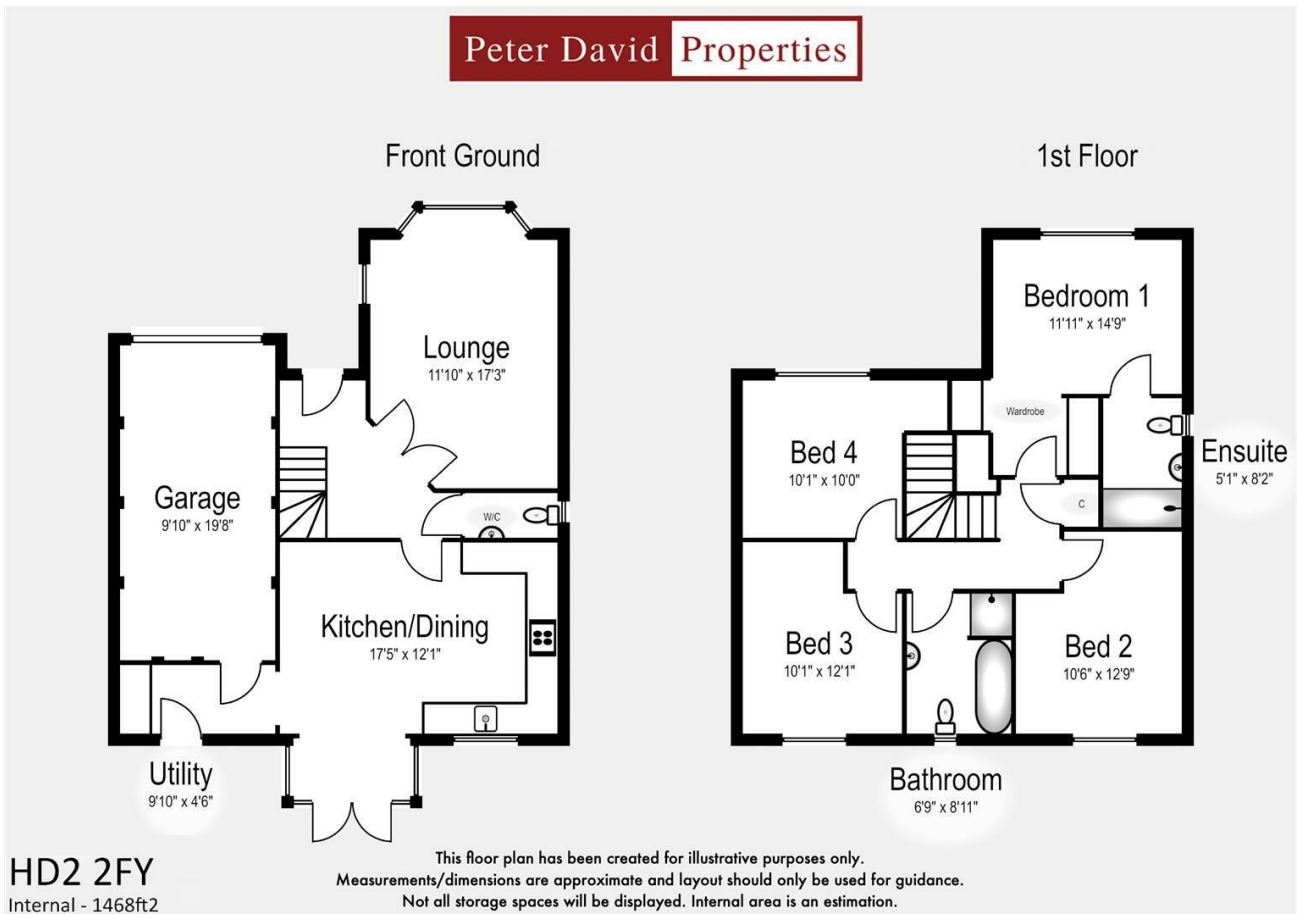 Peter David Properties
Front Ground
1st Floor
Lounge
11'10" x 17'3"
Garage
9'10" x 19'8"
W/C
Kitchen/Dining
17'5" x 12'1"
Utility
9'10" x 4'6"
Bedroom 1
11'11" x 14'9"
Wardrobe
Bed 4
10'1" x 10'0"
Ensuite
5'1" x 8'2"
C
Bed 3
10'1" x 12'1"
Bed 2
10'6" x 12'9"
Bathroom
6'9" x 8'11"
HD2 2FY
Internal - 1468ft2
This floor plan has been created for illustrative purposes only.
Measurements/dimensions are approximate and layout should only be used for guidance.
Not all storage spaces will be displayed. Internal area is an estimation.